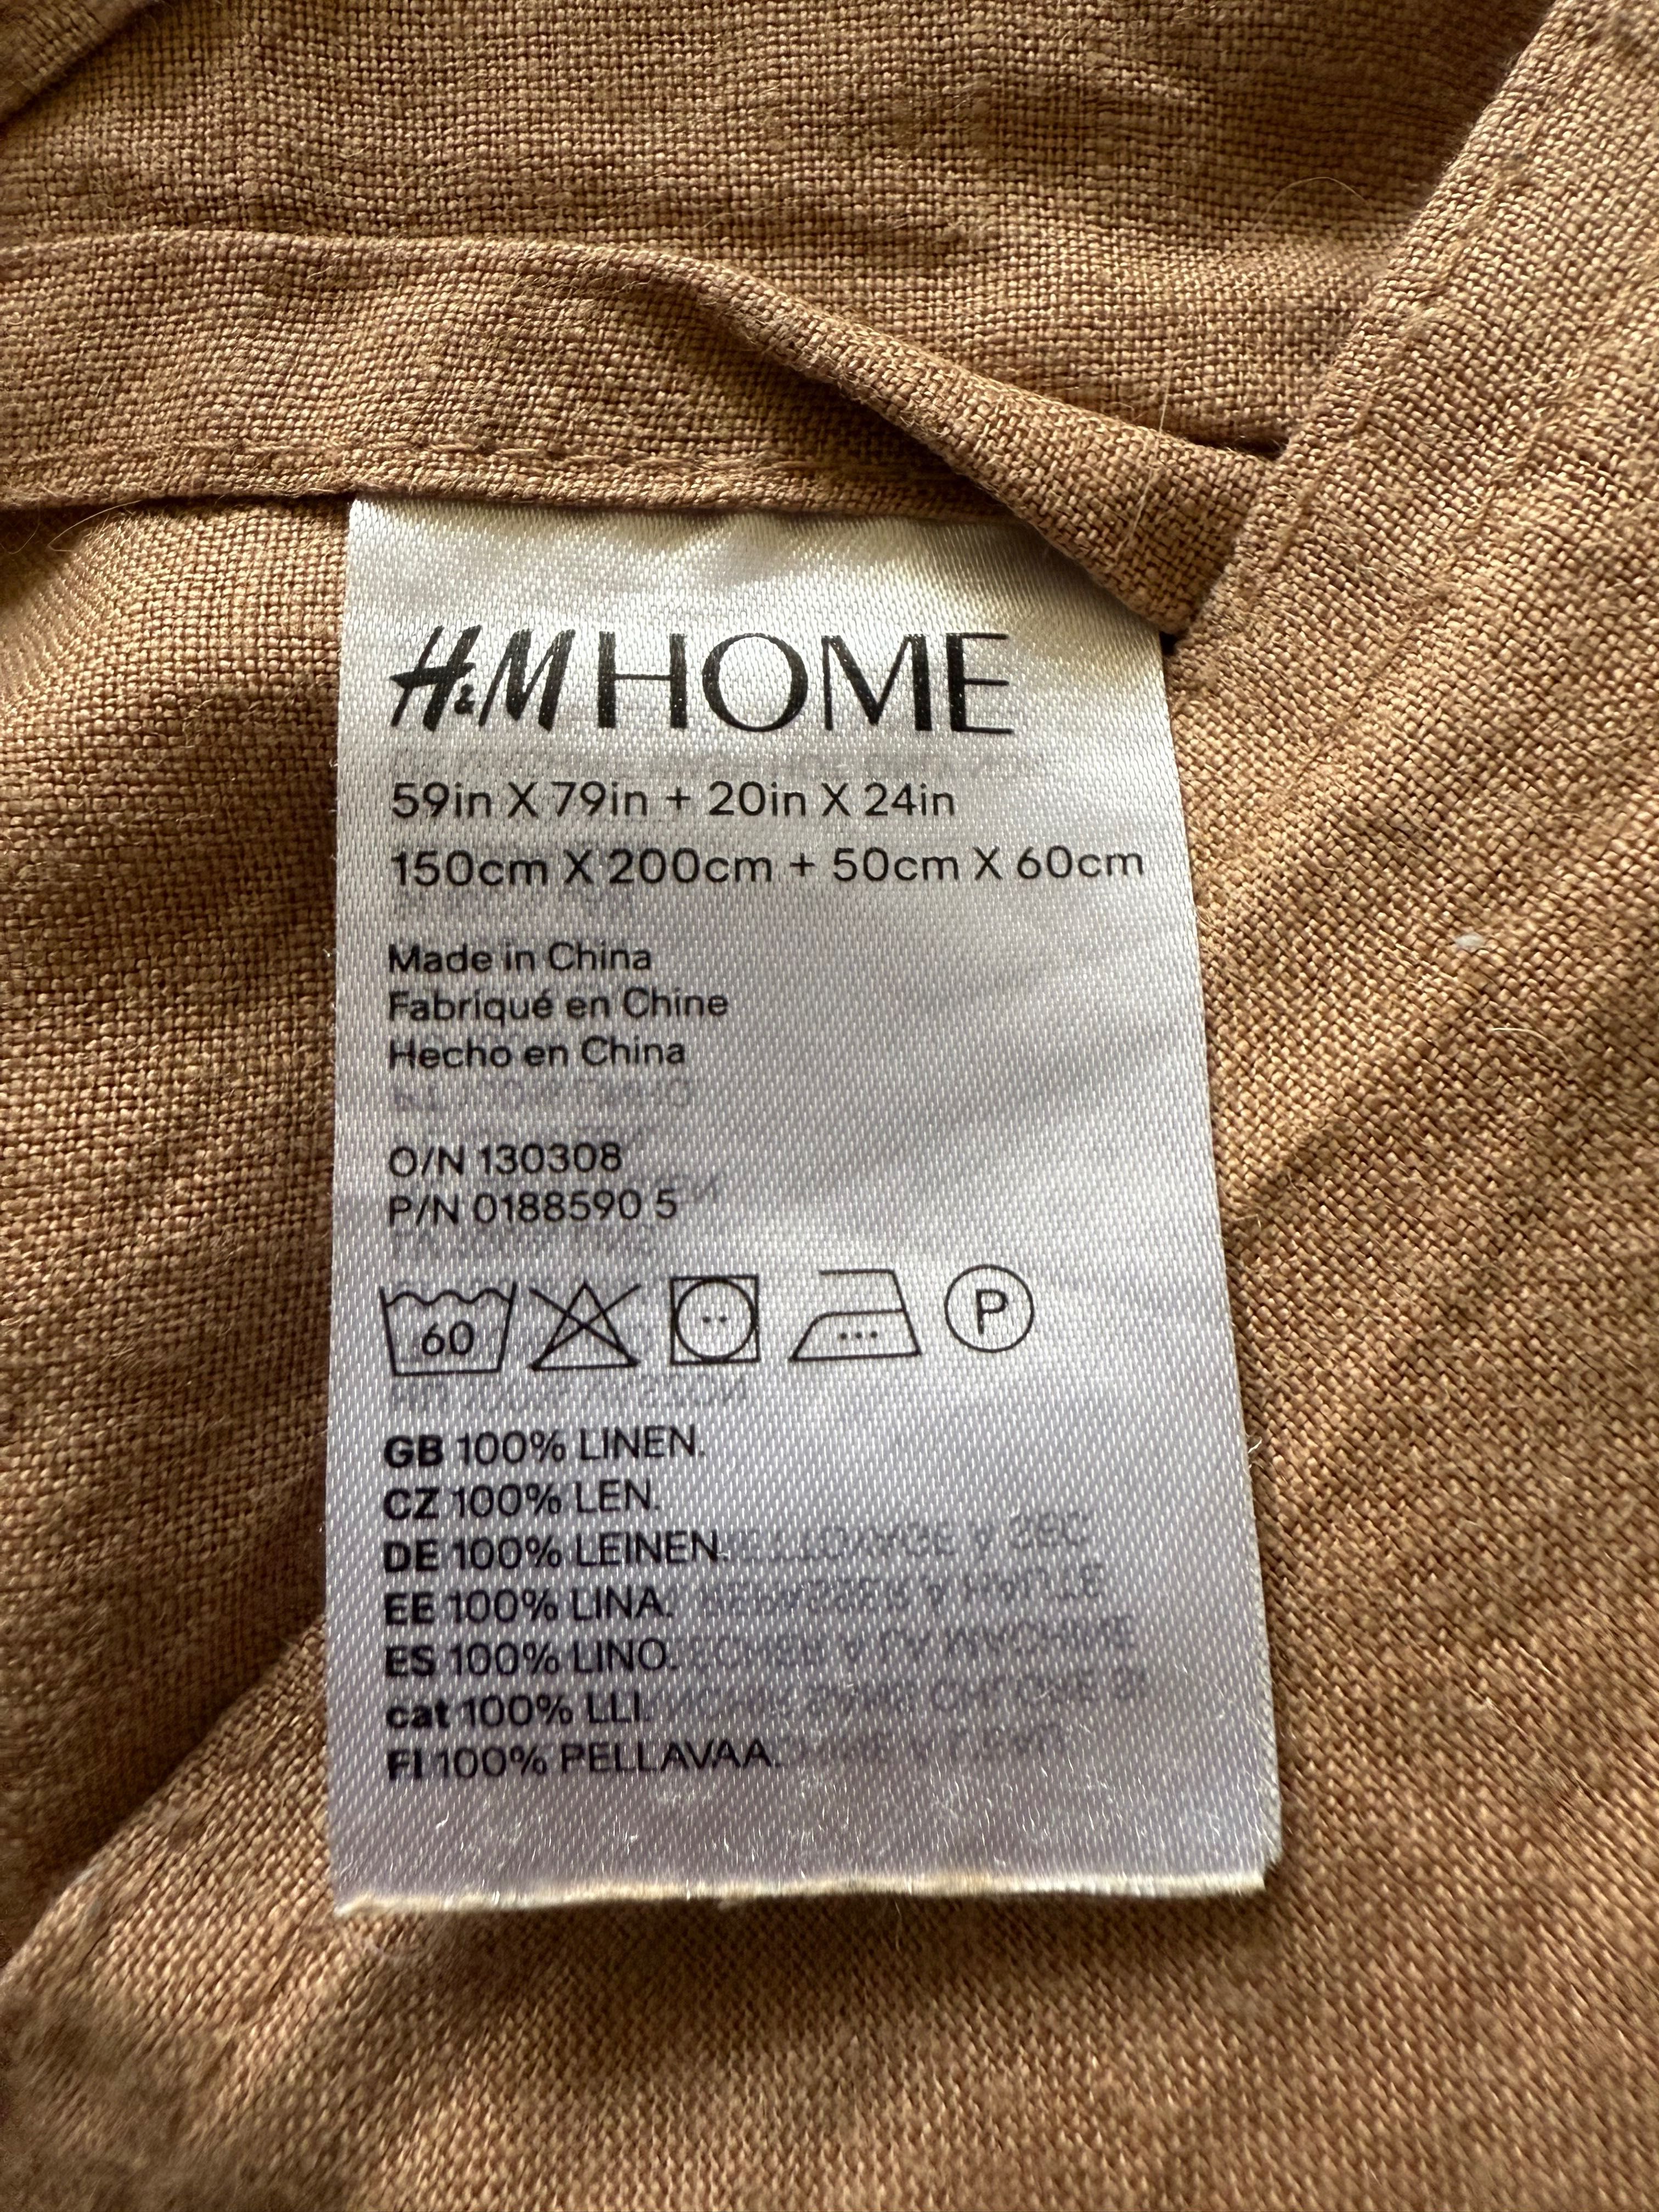 H&M HOME
59in X 79in + 20in X 24in
150cm X 200cm + 50cm X 60cm
Made in China
Fabriqué en Chine
Hecho en China
O/N 130308
P/N 0188590 5
60 P
GB 100% LINEN.
CZ 100% LEN.
DE 100% LEINEN.
EE 100% LINA.
ES 100% LINO.
cat 100% LLI.
FI 100% PELLAVAA.